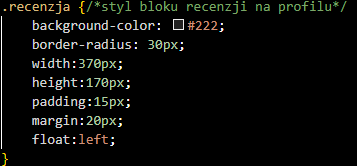 .recenzja {/*styl bloku recenzji na profilu*/
background-color: #222;
border-radius: 30px;
width:370px;
height:170px;
padding:15px;
margin:20px;
float:left;
}